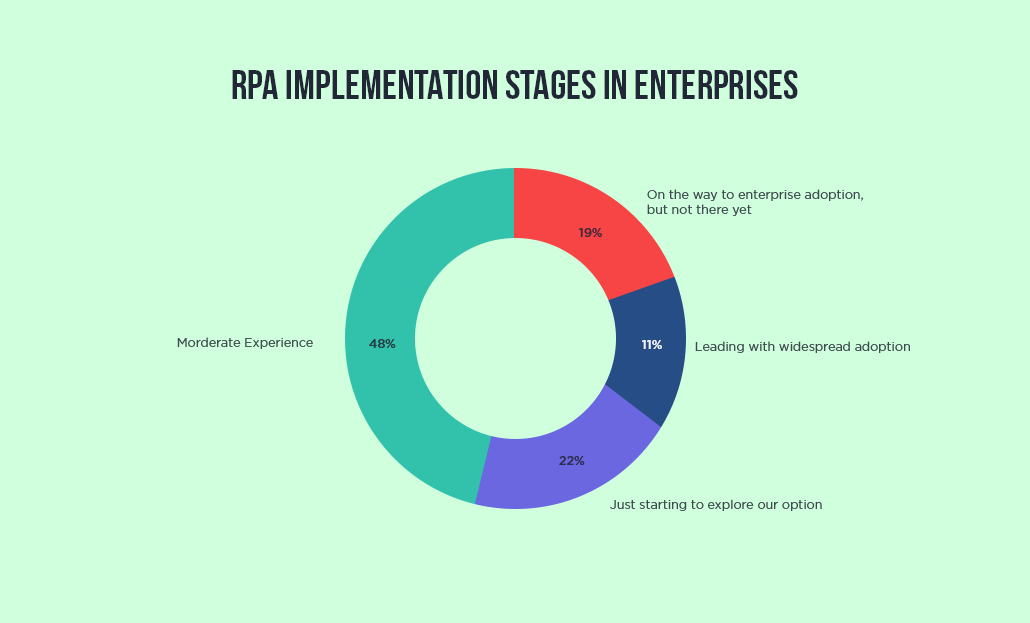 RPA IMPLEMENTATION STAGES IN ENTERPRISES
On the way to enterprise adoption,
but not there yet
19%
Morderate Experience
48%
11%
Leading with widespread adoption
22%
Just starting to explore our option